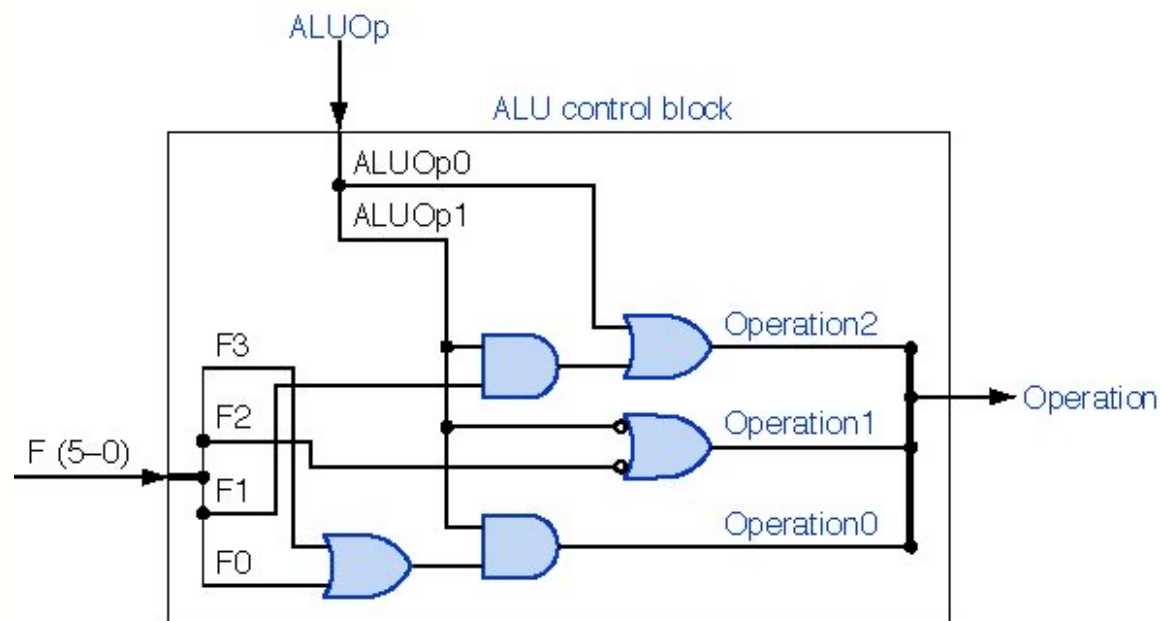 ALUOp
ALU control block
ALUOp0
ALUOp1
F3
Operation2
Operation
F2
Operation1
F (5–0)
F1
Operation0
F0